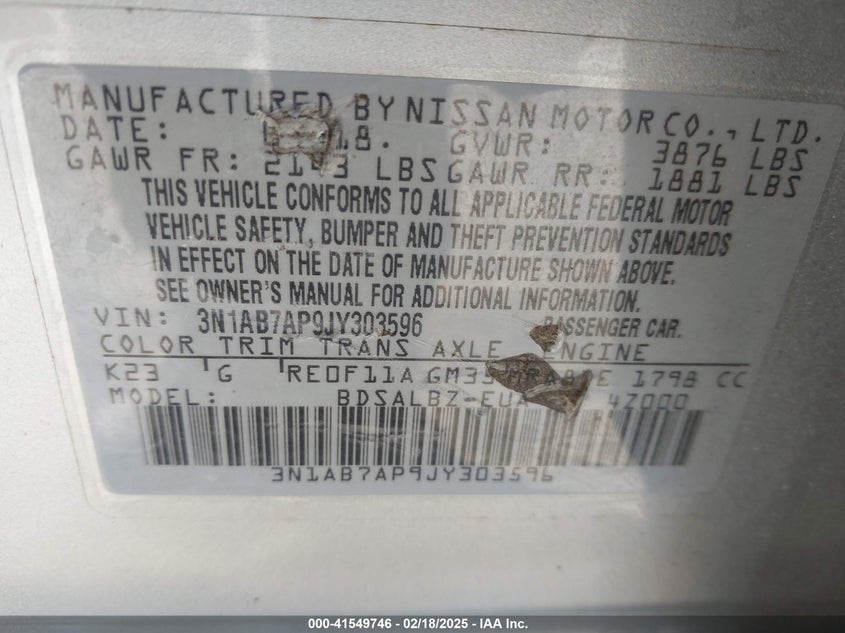 MANUFACTURED BY NISSAN MOTOR CO., LTD.
DATE: 18. GVWR: 3876 LBS
GAWR FR: LBS GAWR RR: 1881 LBS
THIS VEHICLE CONFORMS TO ALL APPLICABLE FEDERAL MOTOR
VEHICLE SAFETY, BUMPER AND THEFT PREVENTION STANDARDS
IN EFFECT ON THE DATE OF MANUFACTURE SHOWN ABOVE.
SEE OWNER'S MANUAL FOR ADDITIONAL INFORMATION.
VIN: 3N1AB7AP9JY303596 PASSENGER CAR.
COLOR TRIM TRANS AXLE ENGINE
K23 G RE0F11A 1798 CC
MODEL:
3N1AB7AP9JY303596
000-41549746 - 02/18/2025 - IAA Inc.